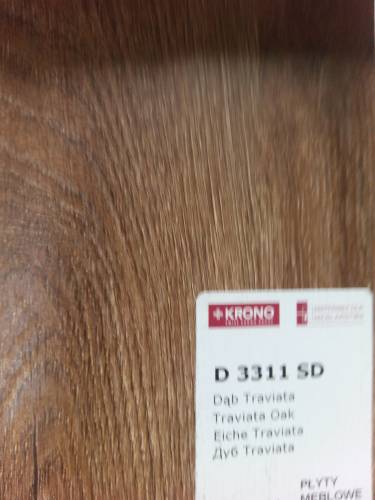 KRONO
D 3311 SD
Dąb Traviata
Traviata Oak
Eiche Traviata
Дуб Traviata
PŁYTY
MEBLOWE